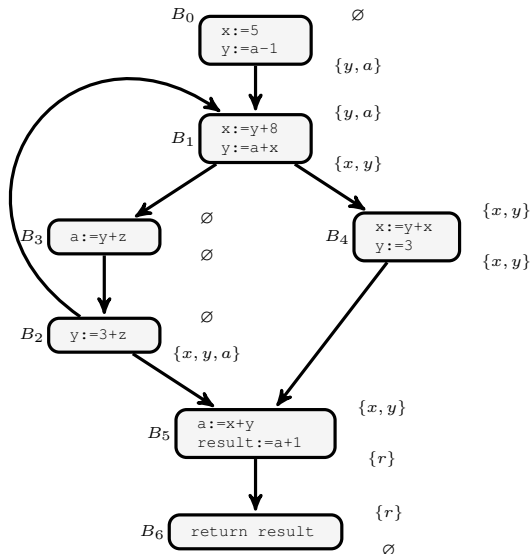 B0 ∅
x:=5
y:=a−1
{y, a}
{y, a}
B1
x:=y+8
y:=a+x
{x, y}
∅
B3 a:=y+z
∅
{x, y}
B4
x:=y+x
y:=3
{x, y}
∅
B2 y:=3+z
{x, y, a}
{x, y}
B5
a:=x+y
result:=a+1
{r}
{r}
B6 return result
∅